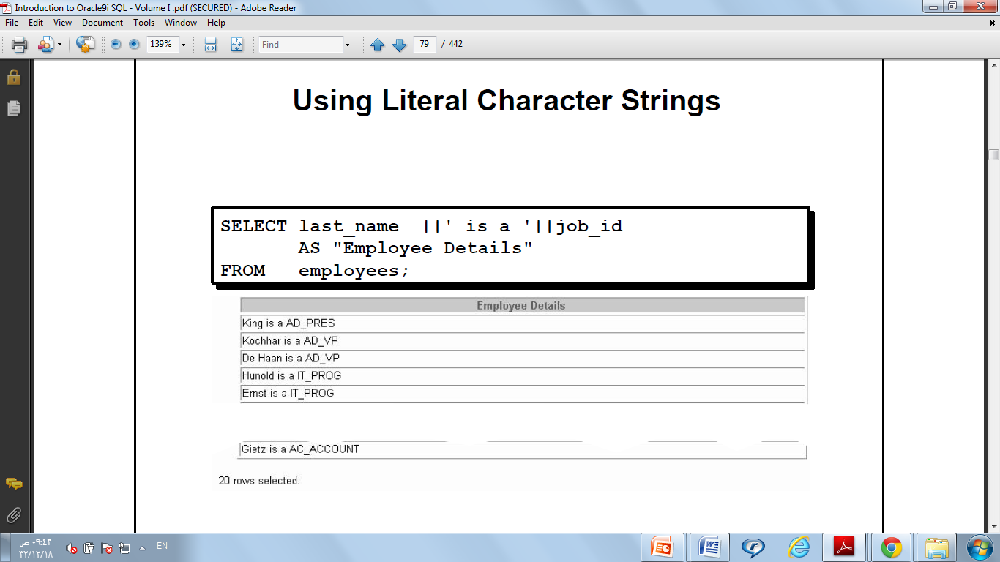 Introduction to Oracle9i SQL - Volume I .pdf (SECURED) - Adobe Reader
File Edit View Document Tools Window Help
139% Find 79 / 442
Using Literal Character Strings
SELECT last_name ||' is a '||job_id
AS "Employee Details"
FROM employees;
Employee Details
King is a AD_PRES
Kochhar is a AD_VP
De Haan is a AD_VP
Hunold is a IT_PROG
Ernst is a IT_PROG
Gietz is a AC_ACCOUNT
20 rows selected.
٠٩:٤٣ ص
٣٢/١٢/١٨
EN